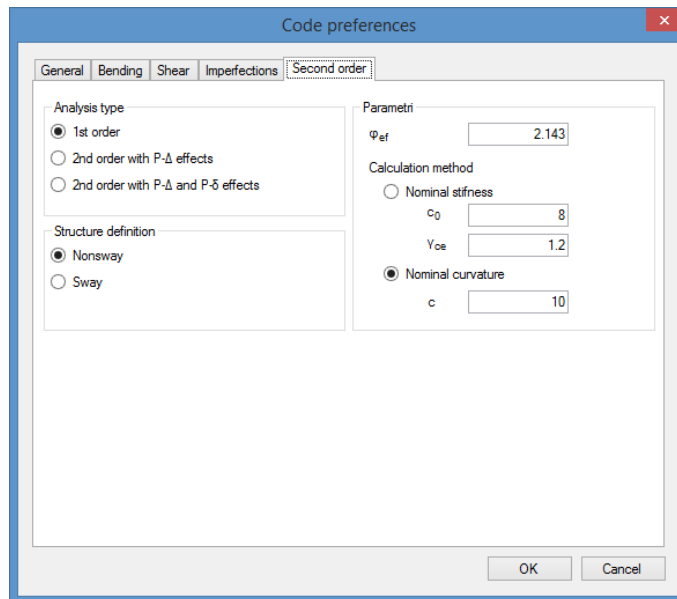 Code preferences
×
General Bending Shear Imperfections Second order
Analysis type
1st order
2nd order with P-Δ effects
2nd order with P-Δ and P-δ effects
Structure definition
Nonsway
Sway
Parametri
φef 2.143
Calculation method
Nominal stifness
c0 8
γce 1.2
Nominal curvature
c 10
OK Cancel